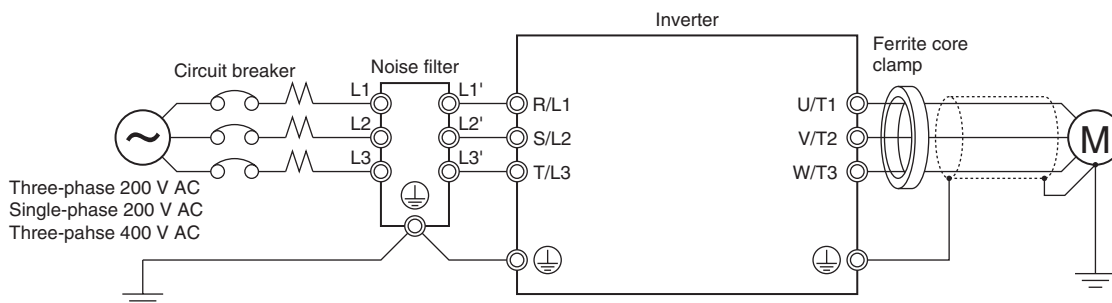 Inverter
Ferrite core
clamp
Circuit breaker
Noise filter
L1
L1'
R/L1
U/T1
L2
L2'
S/L2
V/T2
L3
L3'
T/L3
W/T3
~
M
Three-phase 200 V AC
Single-phase 200 V AC
Three-pahse 400 V AC